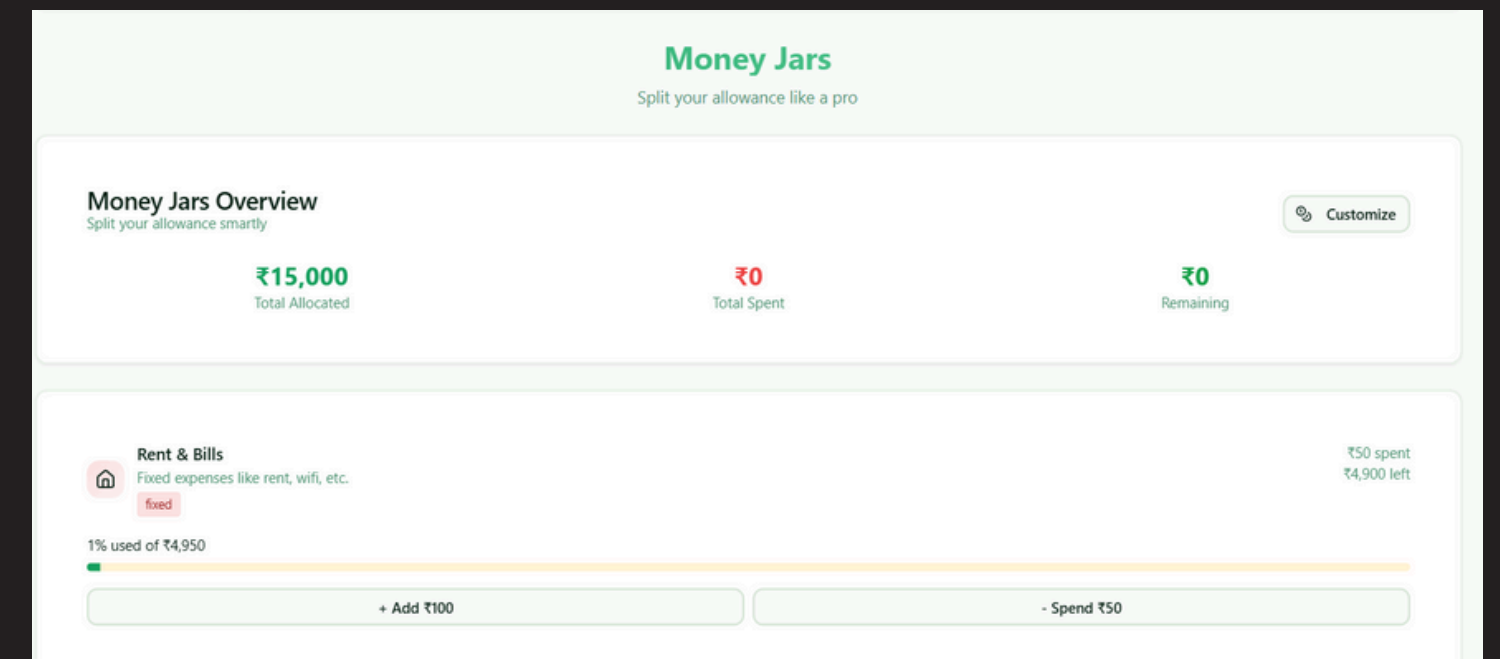 Money Jars
Split your allowance like a pro
Money Jars Overview
Split your allowance smartly
Customize
₹15,000
Total Allocated
₹0
Total Spent
₹0
Remaining
Rent & Bills
Fixed expenses like rent, wifi, etc.
fixed
₹50 spent
₹4,900 left
1% used of ₹4,950
+ Add ₹100
- Spend ₹50